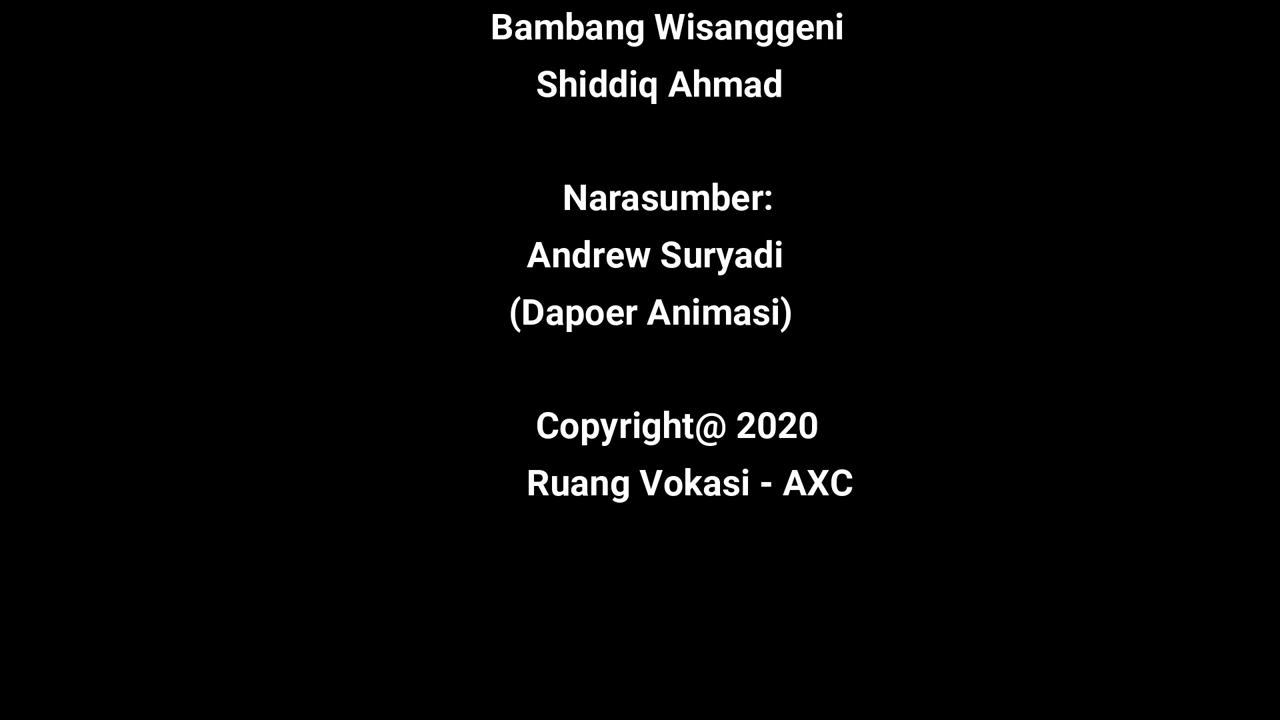 Bambang Wisanggeni
Shiddiq Ahmad
Narasumber:
Andrew Suryadi
(Dapoer Animasi)
Copyright@ 2020
Ruang Vokasi - AXC